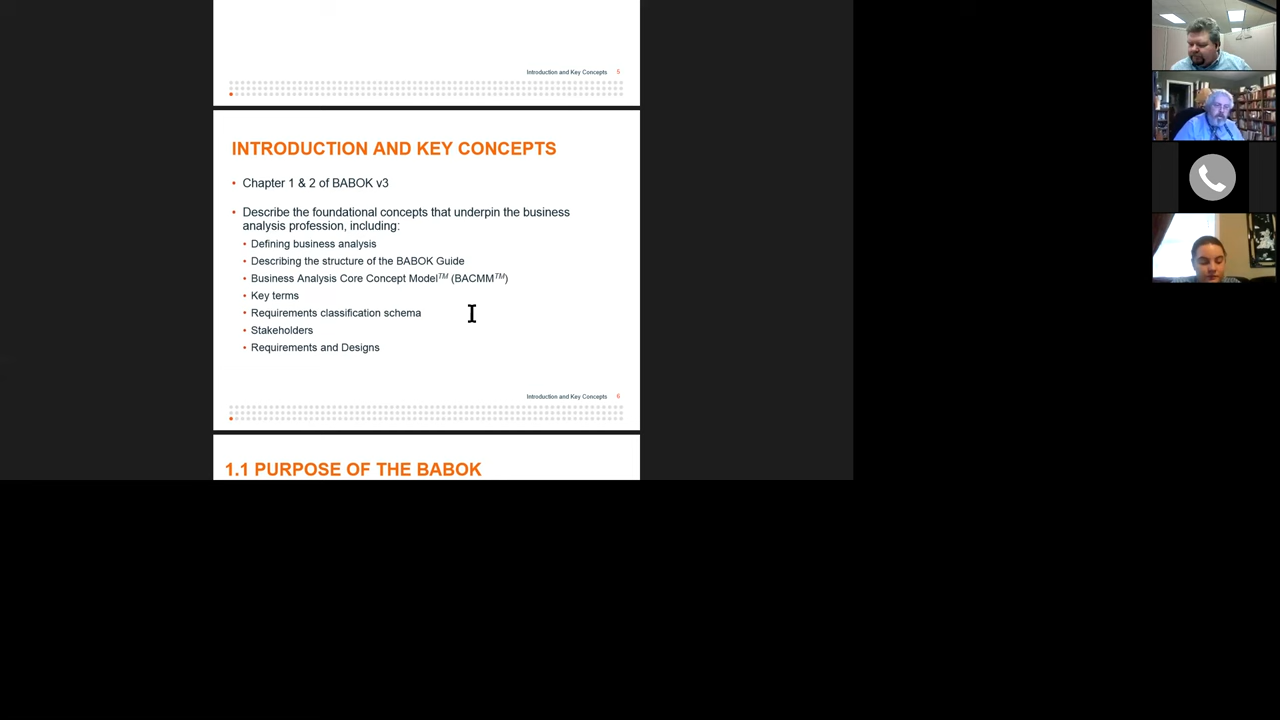 Introduction and Key Concepts 5
INTRODUCTION AND KEY CONCEPTS
• Chapter 1 & 2 of BABOK v3
• Describe the foundational concepts that underpin the business
analysis profession, including:
• Defining business analysis
• Describing the structure of the BABOK Guide
• Business Analysis Core Concept Model™ (BACMM™)
• Key terms
• Requirements classification schema
• Stakeholders
• Requirements and Designs
Introduction and Key Concepts 6
1.1 PURPOSE OF THE BABOK